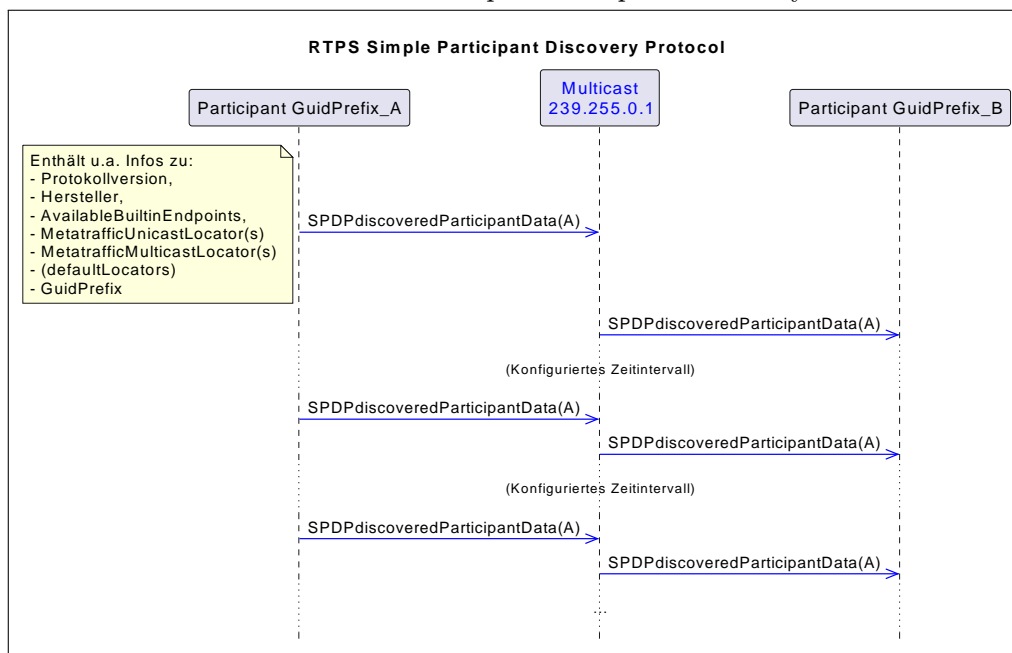 RTPS Simple Participant Discovery Protocol
Participant GuidPrefix_A
Multicast
239.255.0.1
Participant GuidPrefix_B
Enthält u.a. Infos zu:
- Protokollversion,
- Hersteller,
- AvailableBuiltinEndpoints,
- MetatrafficUnicastLocator(s)
- MetatrafficMulticastLocator(s)
- (defaultLocators)
- GuidPrefix
SPDPdiscoveredParticipantData(A)
SPDPdiscoveredParticipantData(A)
(Konfiguriertes Zeitintervall)
SPDPdiscoveredParticipantData(A)
SPDPdiscoveredParticipantData(A)
(Konfiguriertes Zeitintervall)
SPDPdiscoveredParticipantData(A)
SPDPdiscoveredParticipantData(A)
...